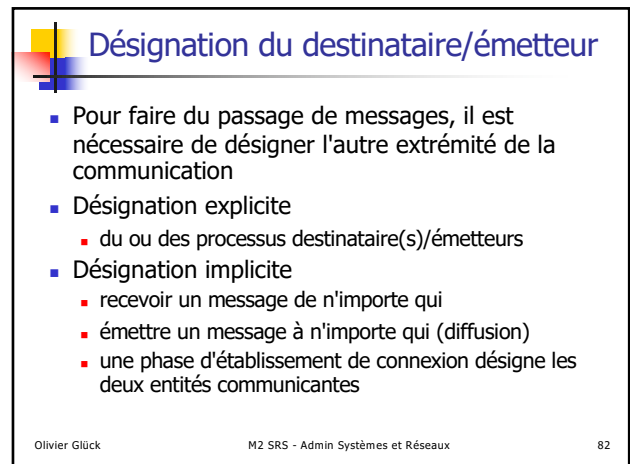 Désignation du destinataire/émetteur
Pour faire du passage de messages, il est
nécessaire de désigner l'autre extrémité de la
communication
Désignation explicite
du ou des processus destinataire(s)/émetteurs
Désignation implicite
recevoir un message de n'importe qui
émettre un message à n'importe qui (diffusion)
une phase d'établissement de connexion désigne les
deux entités communicantes
Olivier Glück M2 SRS - Admin Systèmes et Réseaux 82